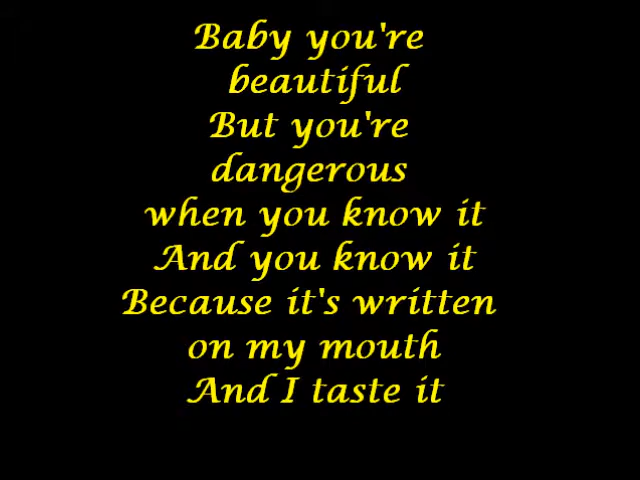 Baby you're
beautiful
But you're
dangerous
when you know it
And you know it
Because it's written
on my mouth
And I taste it